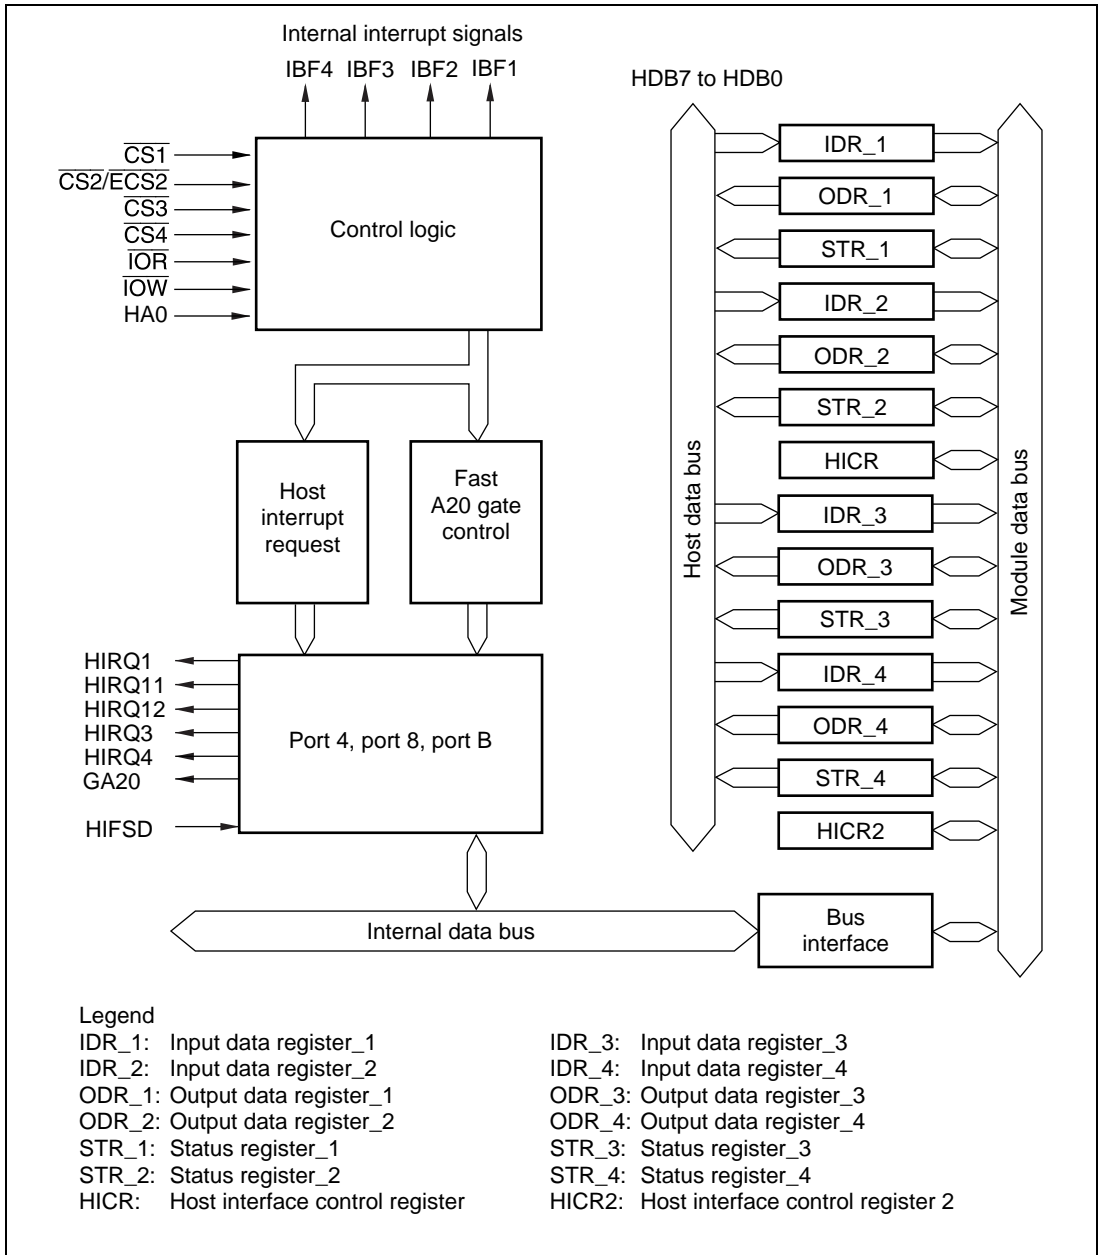 Internal interrupt signals
IBF4 IBF3 IBF2 IBF1
CS1
CS2/ECS2
CS3
CS4
IOR
IOW
HA0
Control logic
Host
interrupt
request
Fast
A20 gate
control
HIRQ1
HIRQ11
HIRQ12
HIRQ3
HIRQ4
GA20
HIFSD
Port 4, port 8, port B
Internal data bus
HDB7 to HDB0
Host data bus
IDR_1
ODR_1
STR_1
IDR_2
ODR_2
STR_2
HICR
IDR_3
ODR_3
STR_3
IDR_4
ODR_4
STR_4
HICR2
Module data bus
Bus
interface
Legend
IDR_1: Input data register_1
IDR_2: Input data register_2
ODR_1: Output data register_1
ODR_2: Output data register_2
STR_1: Status register_1
STR_2: Status register_2
HICR: Host interface control register
IDR_3: Input data register_3
IDR_4: Input data register_4
ODR_3: Output data register_3
ODR_4: Output data register_4
STR_3: Status register_3
STR_4: Status register_4
HICR2: Host interface control register 2